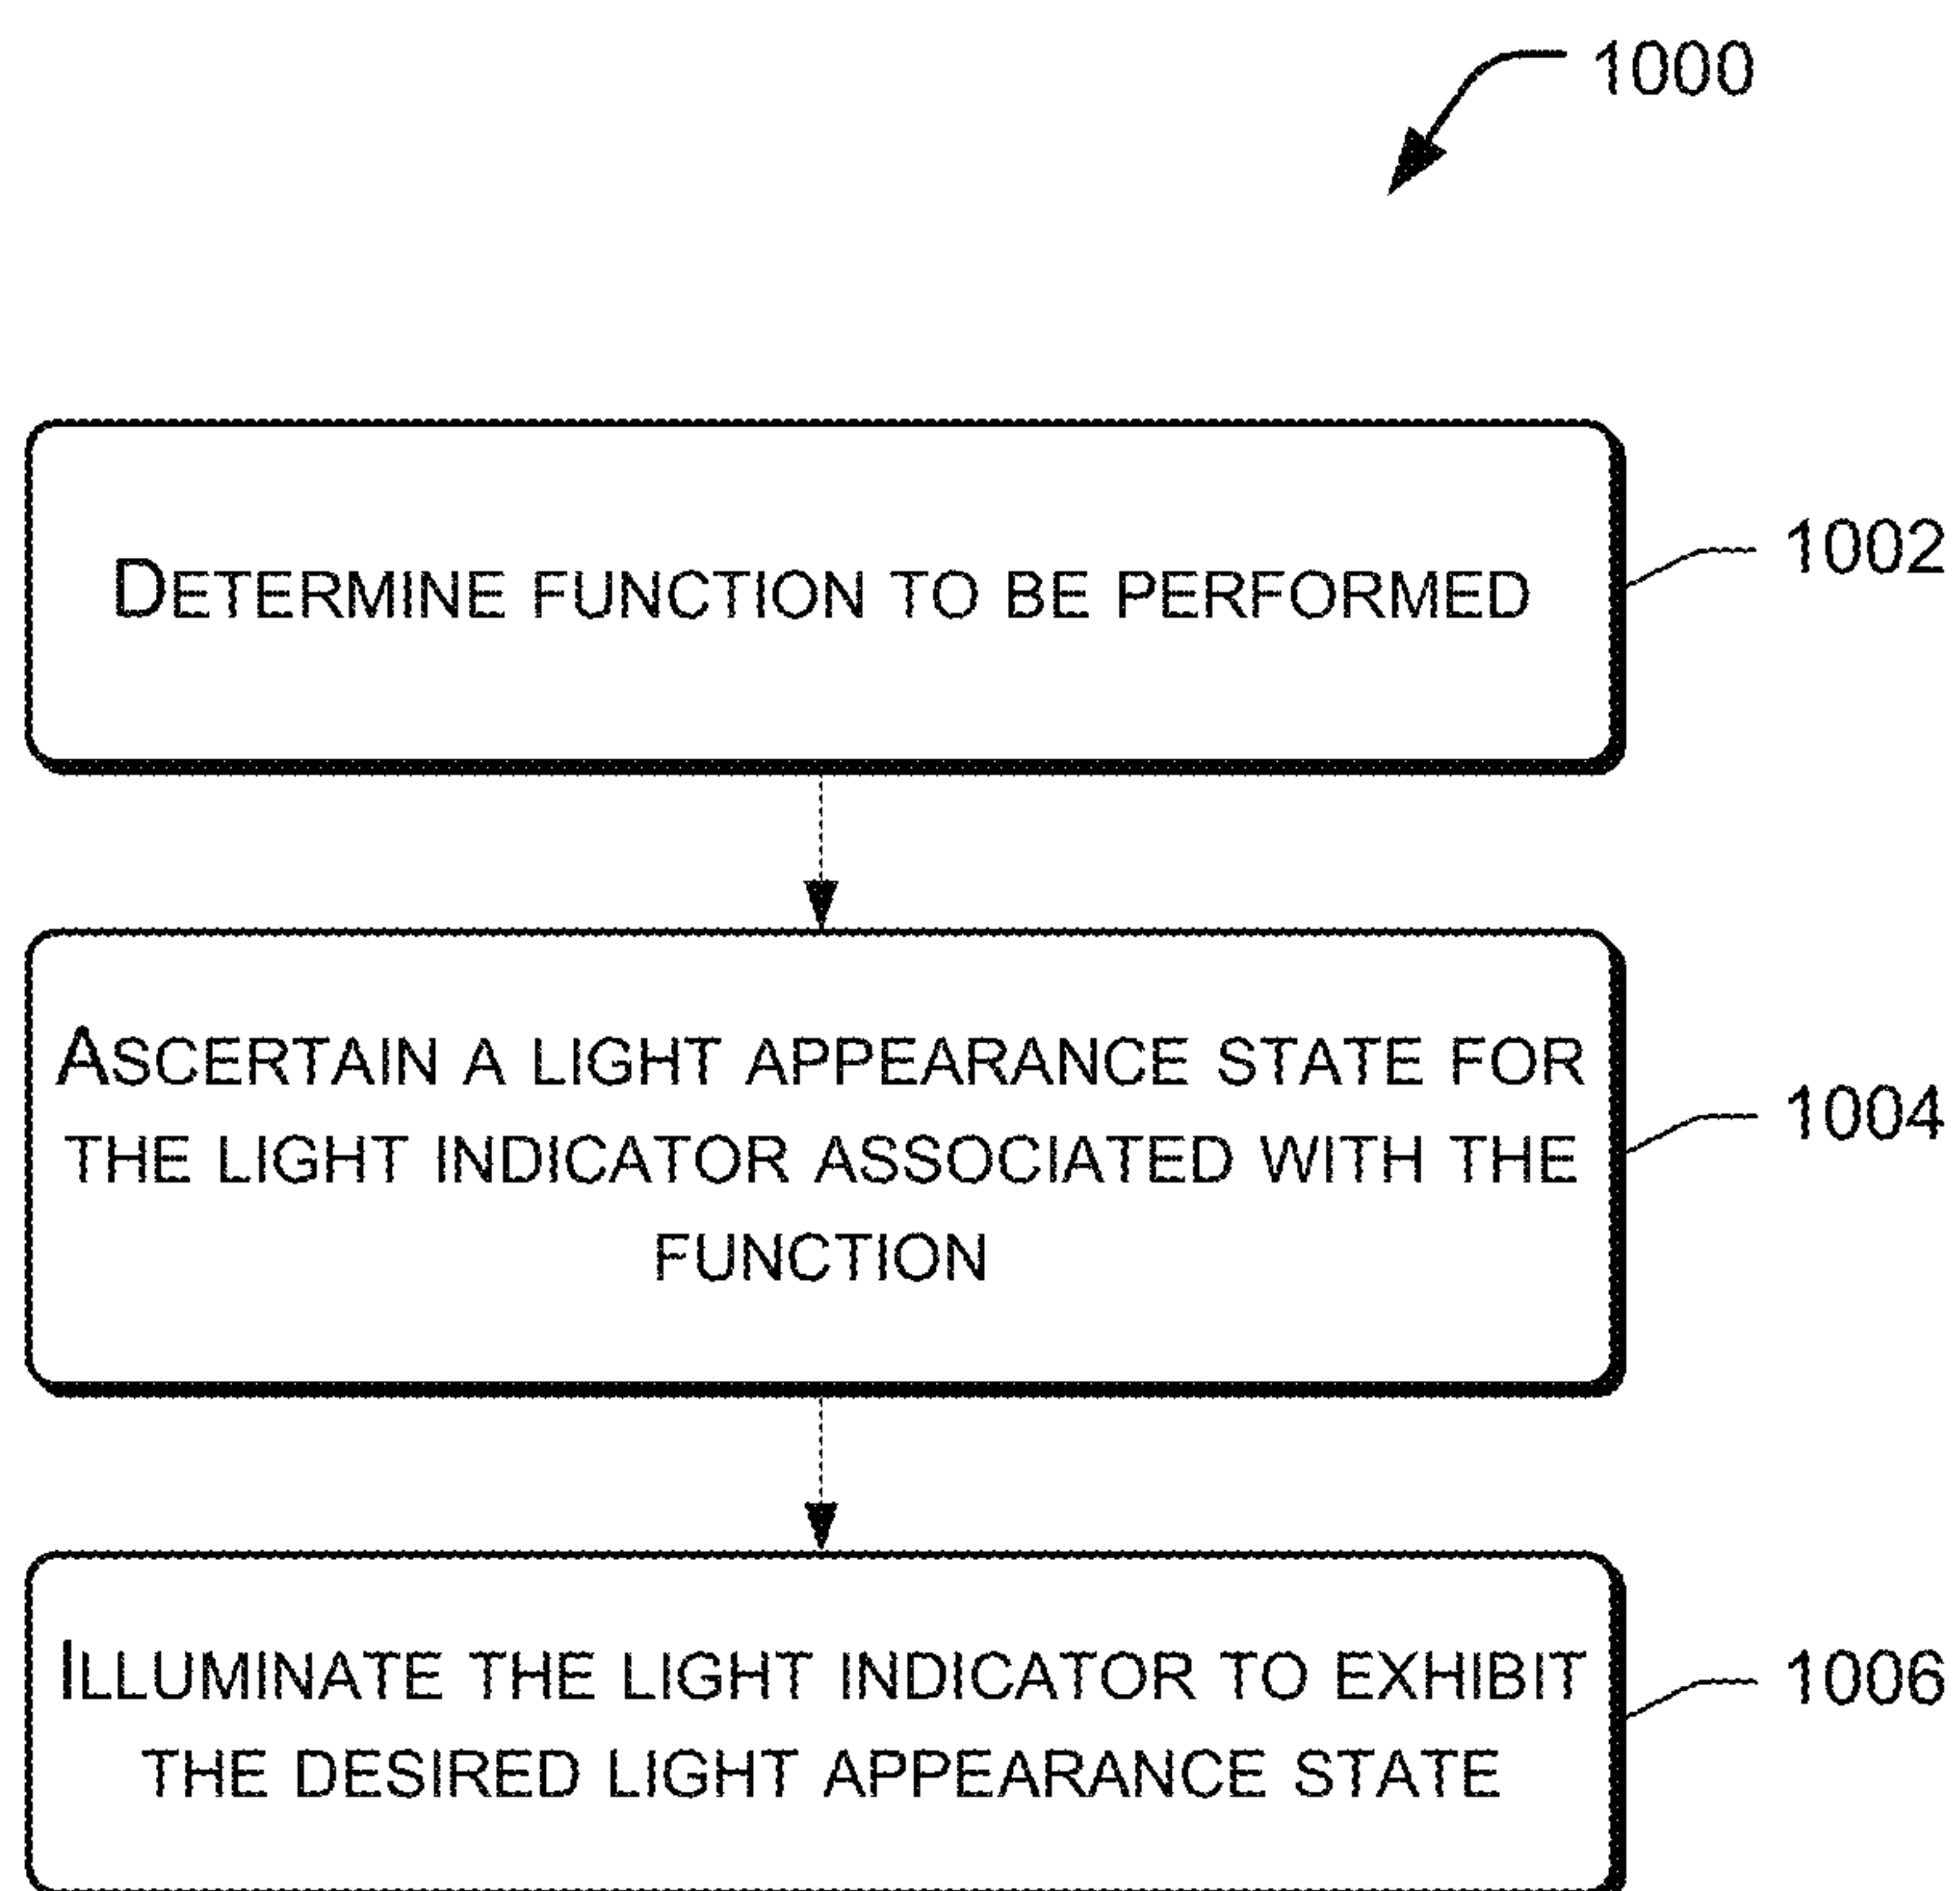 1000
DETERMINE FUNCTION TO BE PERFORMED
1002
ASCERTAIN A LIGHT APPEARANCE STATE FOR
THE LIGHT INDICATOR ASSOCIATED WITH THE
FUNCTION
1004
ILLUMINATE THE LIGHT INDICATOR TO EXHIBIT
THE DESIRED LIGHT APPEARANCE STATE
1006